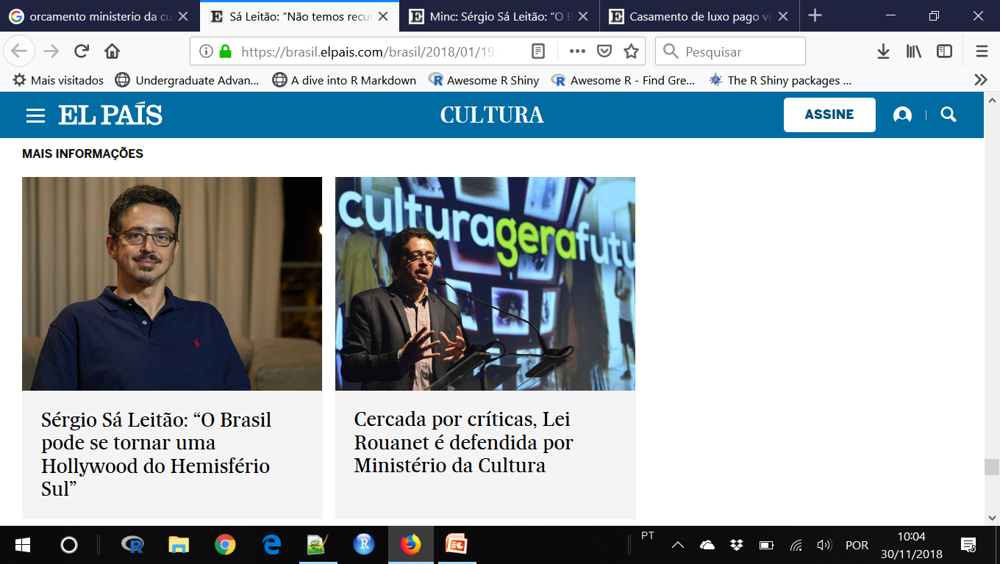 orcamento ministerio da cu
Sá Leitão: “Não temos recu
Minc: Sérgio Sá Leitão: “O B
Casamento de luxo pago vi
https://brasil.elpais.com/brasil/2018/01/19/
Pesquisar
Mais visitados
Undergraduate Advan...
A dive into R Markdown
Awesome R Shiny
Awesome R - Find Gre...
The R Shiny packages ...
EL PAÍS
CULTURA
ASSINE
MAIS INFORMAÇÕES
culturagerafutu
Sérgio Sá Leitão: “O Brasil
pode se tornar uma
Hollywood do Hemisfério
Sul”
Cercada por críticas, Lei
Rouanet é defendida por
Ministério da Cultura
PT
POR
10:04
30/11/2018